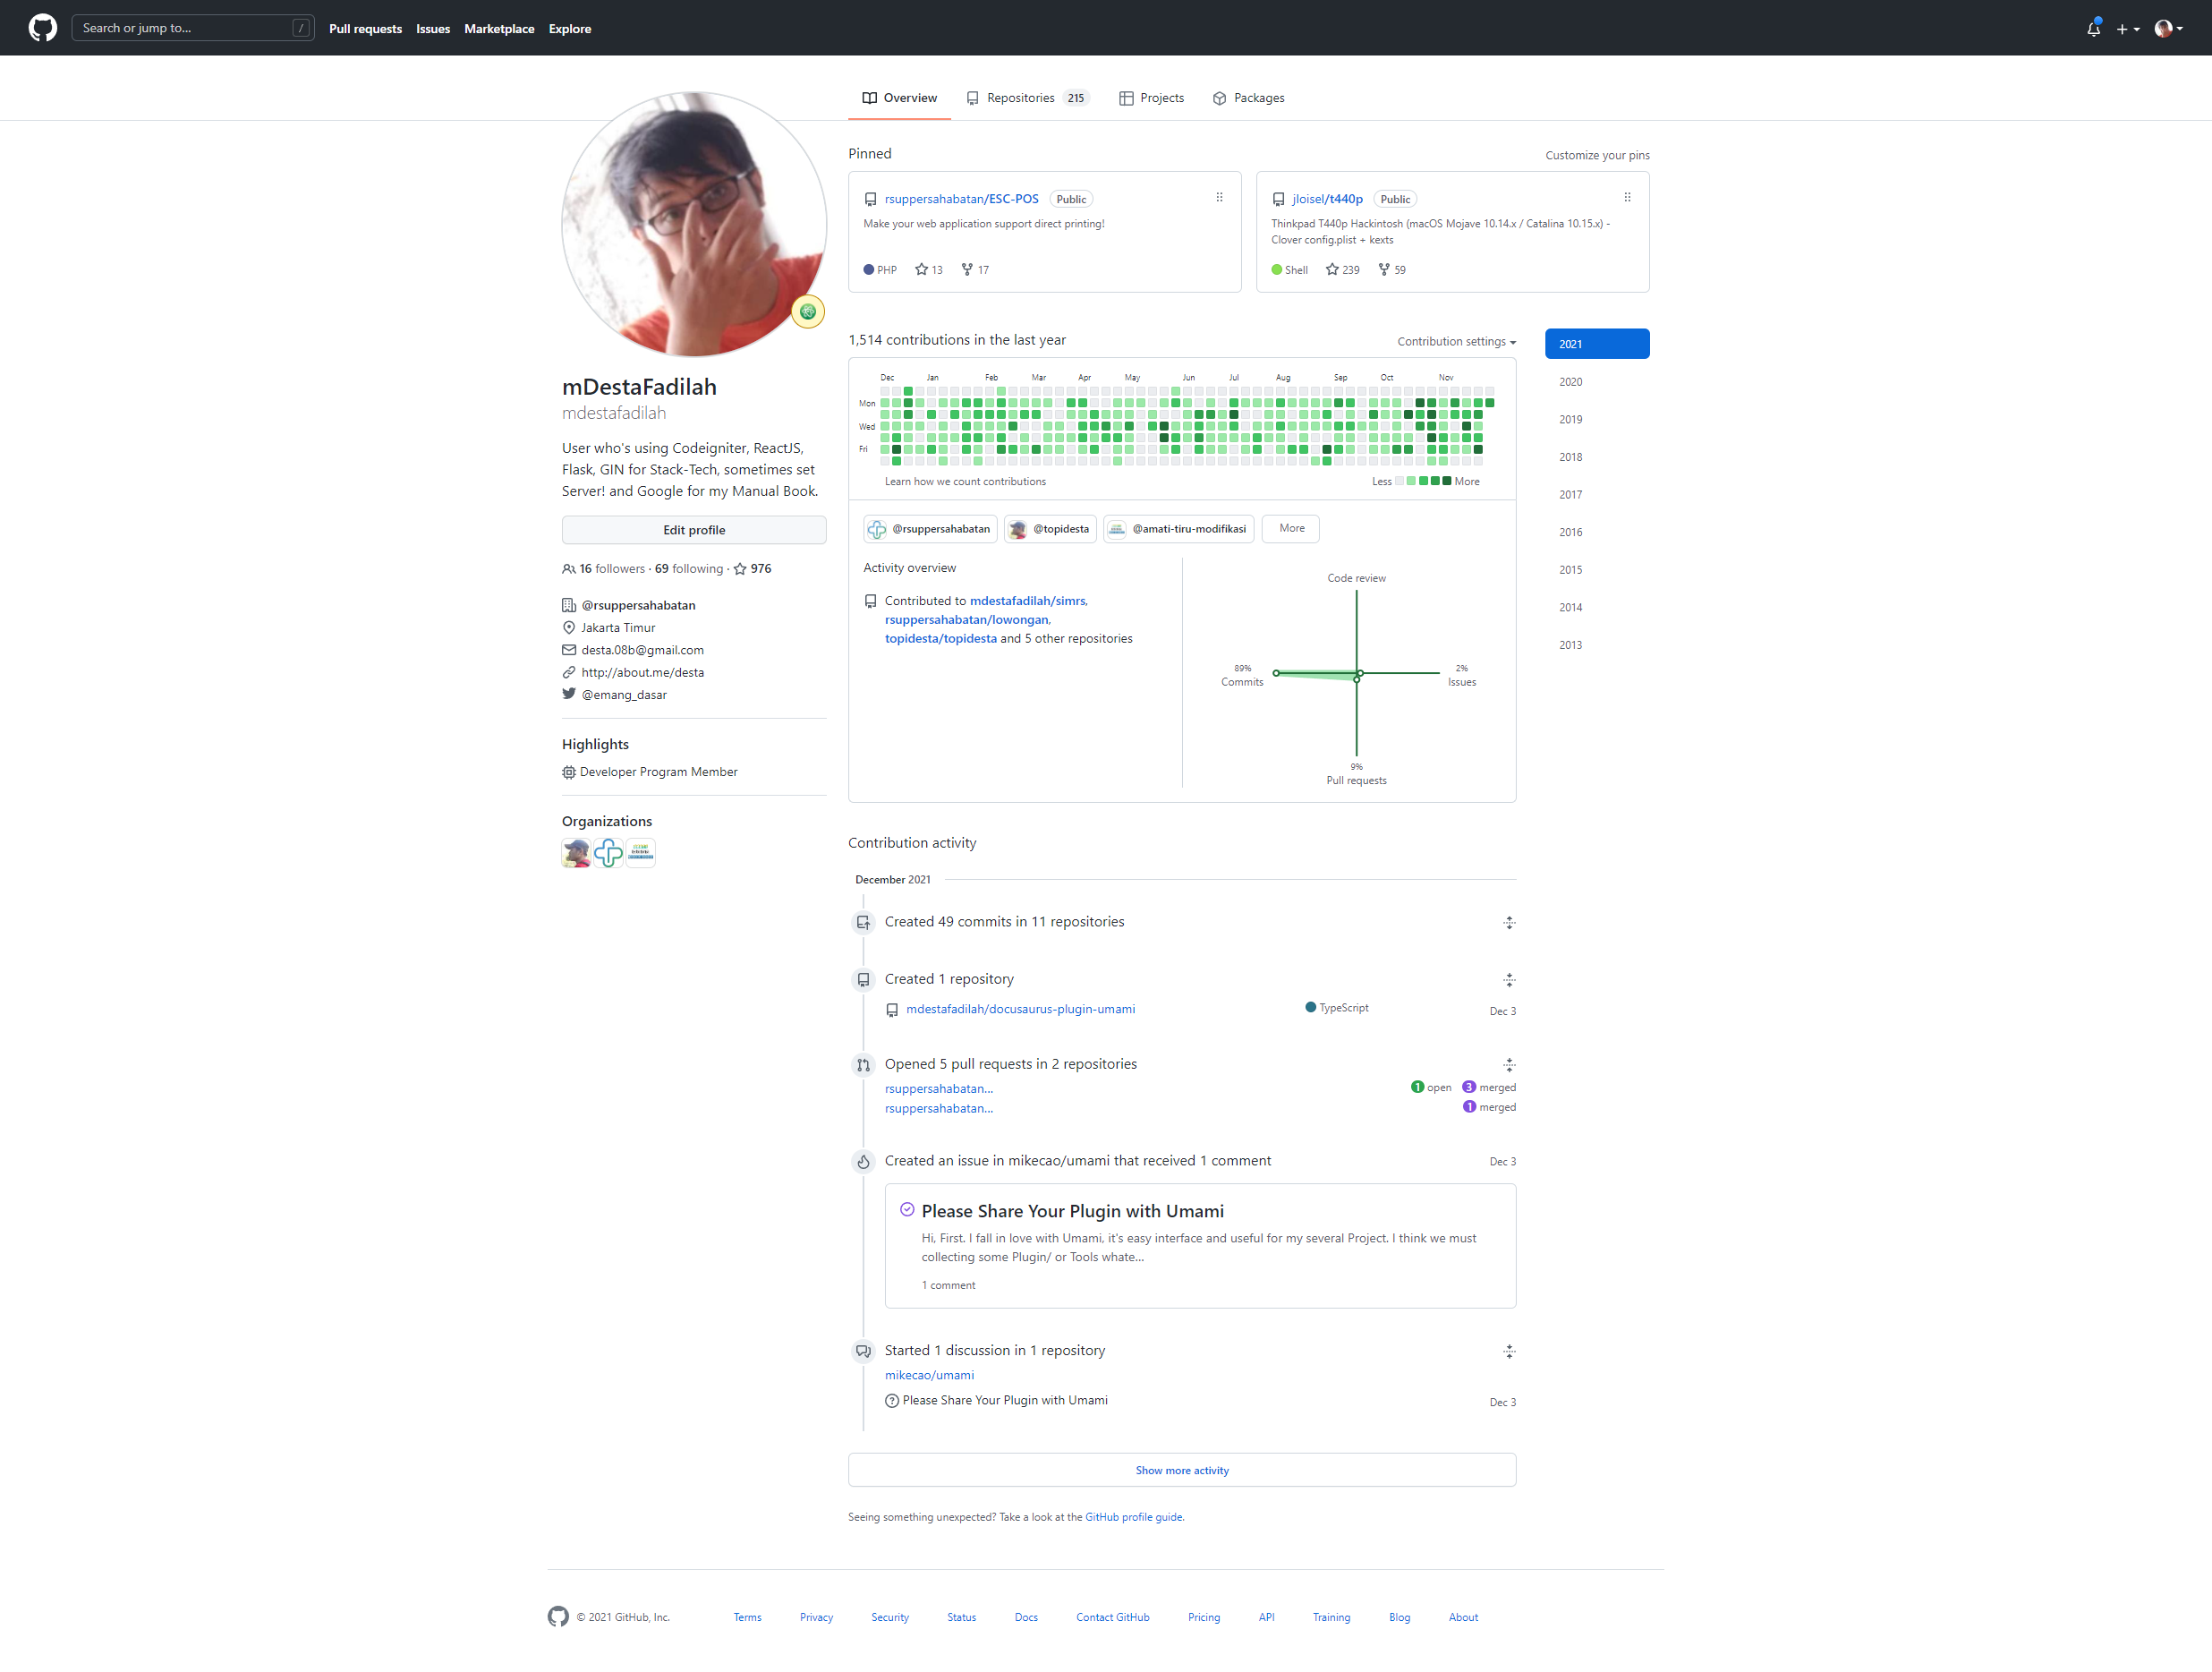 Search or jump to...
/
Pull requests Issues Marketplace Explore
Overview Repositories 215 Projects Packages
mDestaFadilah
mdestafadilah
User who's using Codeigniter, ReactJS,
Flask, GIN for Stack-Tech, sometimes set
Server! and Google for my Manual Book.
Edit profile
16 followers · 69 following · 976
@rsuppersahabatan
Jakarta Timur
desta.08b@gmail.com
http://about.me/desta
@emang_dasar
Highlights
Developer Program Member
Organizations
Pinned
Customize your pins
rsuppersahabatan/ESC-POS Public
Make your web application support direct printing!
PHP 13 17
jloisel/t440p Public
Thinkpad T440p Hackintosh (macOS Mojave 10.14.x / Catalina 10.15.x) -
Clover config.plist + kexts
Shell 239 59
1,514 contributions in the last year
Contribution settings
Dec Jan Feb Mar Apr May Jun Jul Aug Sep Oct Nov
Mon
Wed
Fri
Learn how we count contributions
Less More
@rsuppersahabatan @topidesta @amati-tiru-modifikasi More
Activity overview
Contributed to mdestafadilah/simrs,
rsuppersahabatan/lowongan,
topidesta/topidesta and 5 other repositories
Code review
89%
Commits
2%
Issues
9%
Pull requests
2021
2020
2019
2018
2017
2016
2015
2014
2013
Contribution activity
December 2021
Created 49 commits in 11 repositories
Created 1 repository
mdestafadilah/docusaurus-plugin-umami TypeScript Dec 3
Opened 5 pull requests in 2 repositories
rsuppersahabatan... 1 open 3 merged
rsuppersahabatan... 1 merged
Created an issue in mikecao/umami that received 1 comment Dec 3
Please Share Your Plugin with Umami
Hi, First. I fall in love with Umami, it's easy interface and useful for my several Project. I think we must
collecting some Plugin/ or Tools whate...
1 comment
Started 1 discussion in 1 repository
mikecao/umami
Please Share Your Plugin with Umami Dec 3
Show more activity
Seeing something unexpected? Take a look at the GitHub profile guide.
© 2021 GitHub, Inc. Terms Privacy Security Status Docs Contact GitHub Pricing API Training Blog About